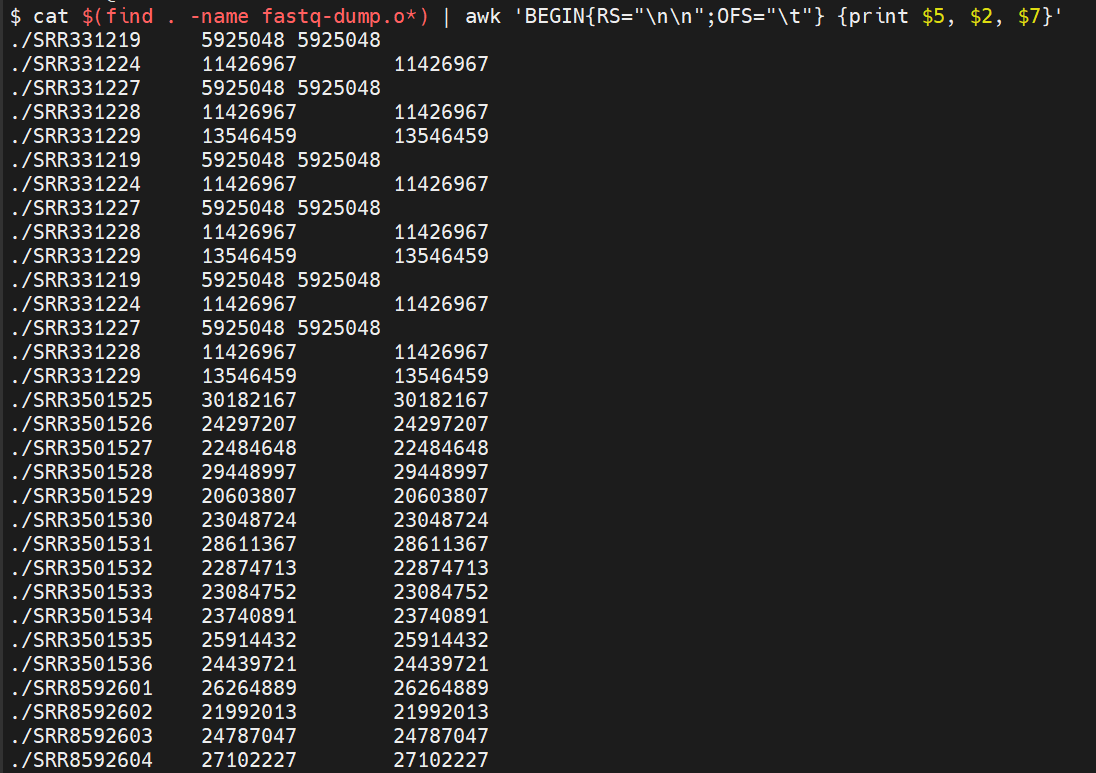 $ cat $(find . -name fastq-dump.o*) | awk 'BEGIN{RS="\n\n";OFS="\t"} {print $5, $2, $7}'
./SRR331219	5925048	5925048
./SRR331224	11426967	11426967
./SRR331227	5925048	5925048
./SRR331228	11426967	11426967
./SRR331229	13546459	13546459
./SRR331219	5925048	5925048
./SRR331224	11426967	11426967
./SRR331227	5925048	5925048
./SRR331228	11426967	11426967
./SRR331229	13546459	13546459
./SRR331219	5925048	5925048
./SRR331224	11426967	11426967
./SRR331227	5925048	5925048
./SRR331228	11426967	11426967
./SRR331229	13546459	13546459
./SRR3501525	30182167	30182167
./SRR3501526	24297207	24297207
./SRR3501527	22484648	22484648
./SRR3501528	29448997	29448997
./SRR3501529	20603807	20603807
./SRR3501530	23048724	23048724
./SRR3501531	28611367	28611367
./SRR3501532	22874713	22874713
./SRR3501533	23084752	23084752
./SRR3501534	23740891	23740891
./SRR3501535	25914432	25914432
./SRR3501536	24439721	24439721
./SRR8592601	26264889	26264889
./SRR8592602	21992013	21992013
./SRR8592603	24787047	24787047
./SRR8592604	27102227	27102227